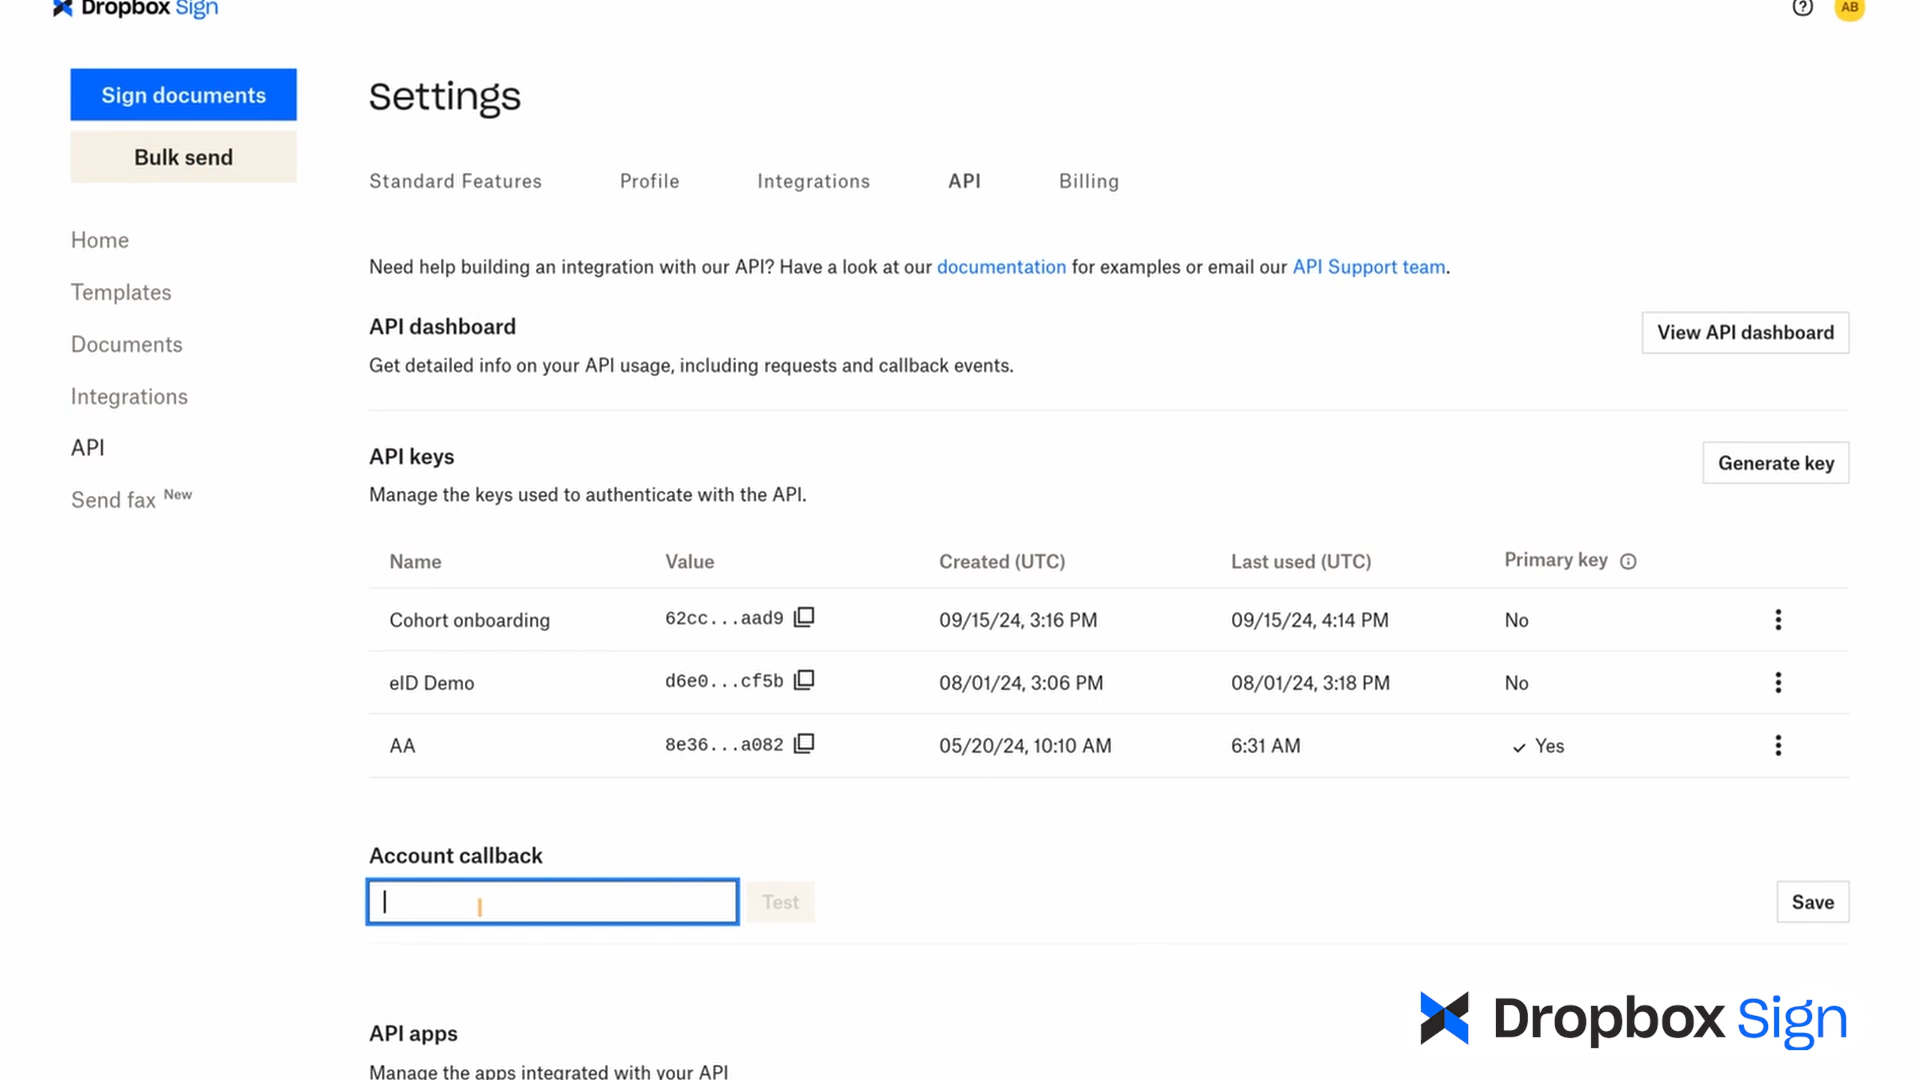 Dropbox Sign
AB
Sign documents
Bulk send
Home
Templates
Documents
Integrations
API
Send fax New
Settings
Standard Features Profile Integrations API Billing
Need help building an integration with our API? Have a look at our documentation for examples or email our API Support team.
API dashboard
View API dashboard
Get detailed info on your API usage, including requests and callback events.
API keys
Generate key
Manage the keys used to authenticate with the API.
Name Value Created (UTC) Last used (UTC) Primary key
Cohort onboarding 62cc...aad9 09/15/24, 3:16 PM 09/15/24, 4:14 PM No
eID Demo d6e0...cf5b 08/01/24, 3:06 PM 08/01/24, 3:18 PM No
AA 8e36...a082 05/20/24, 10:10 AM 6:31 AM Yes
Account callback
Test Save
API apps
Manage the apps integrated with your API
Dropbox Sign